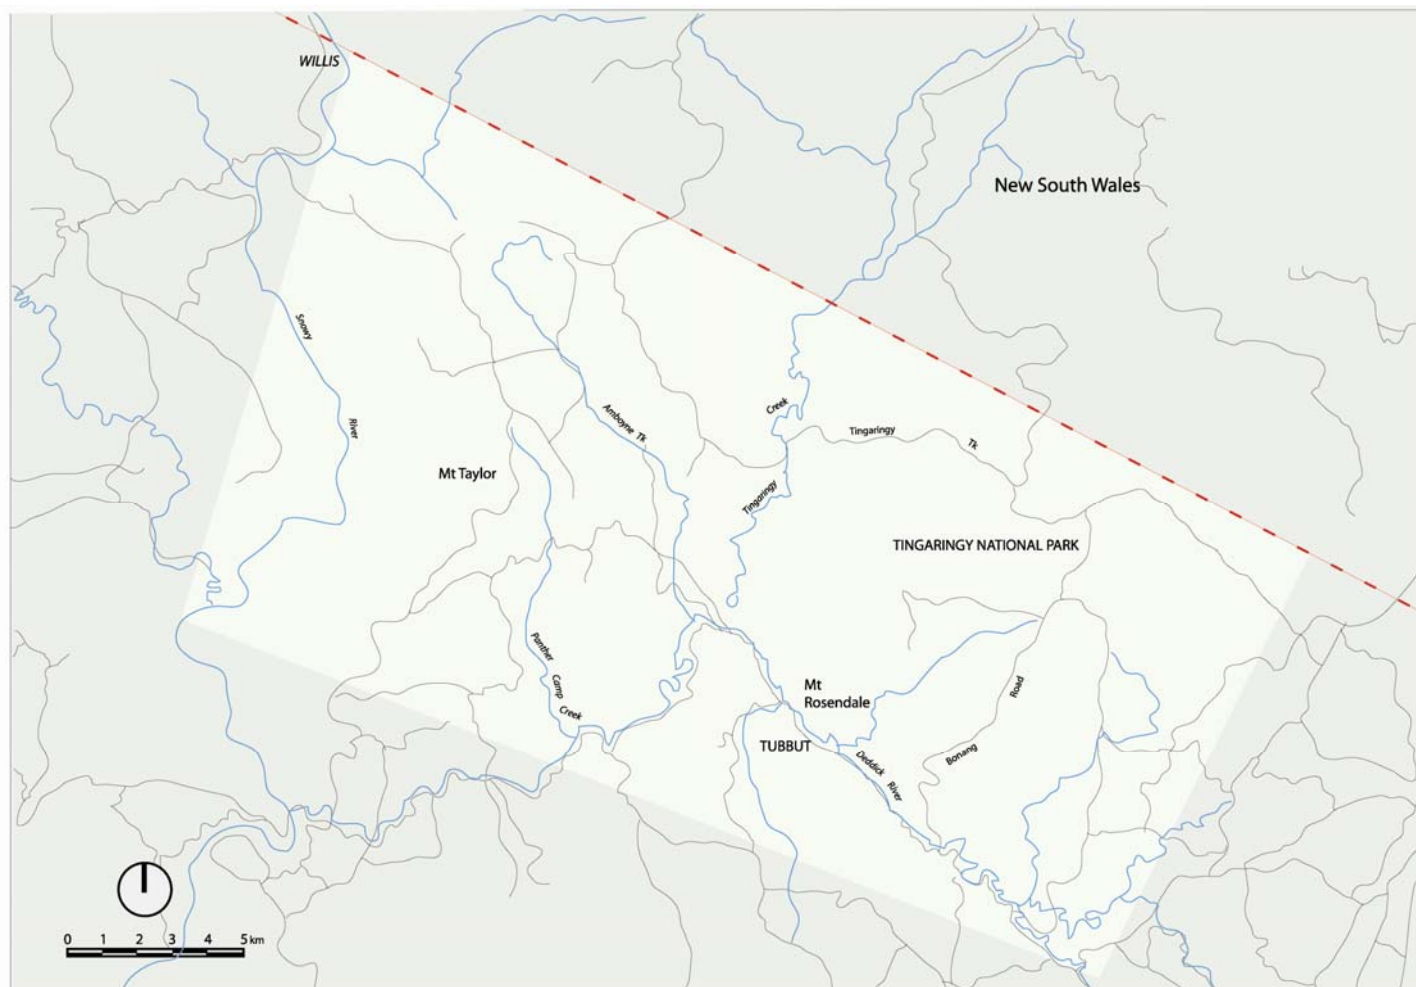 WILLIS
New South Wales
Snowy
River
Creek
Amboyne Tk
Tingaringy
Tk
Mt Taylor
Tingaringy
TINGARINGY NATIONAL PARK
Panther
Camp
Creek
Mt
Rosendale
Road
TUBBUT
Bonang
Deddick River
0 1 2 3 4 5 km